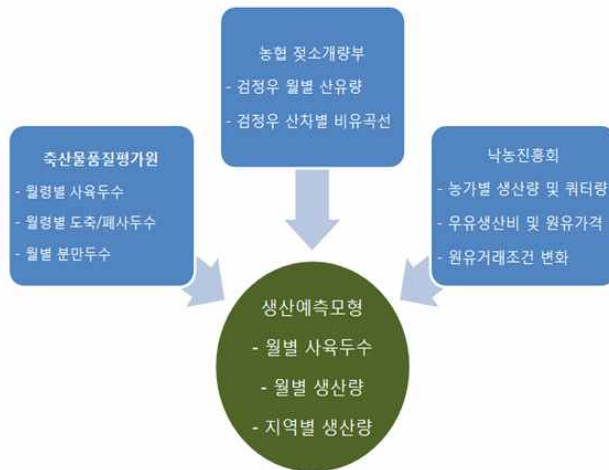 농협 젖소개량부
- 검정우 월별 산유량
- 검정우 산차별 비유곡선
축산물품질평가원
- 월령별 사육두수
- 월령별 도축/폐사두수
- 월별 분만두수
낙농진흥회
- 농가별 생산량 및 쿼터량
- 우유생산비 및 원유가격
- 원유거래조건 변화
생산예측모형
- 월별 사육두수
- 월별 생산량
- 지역별 생산량